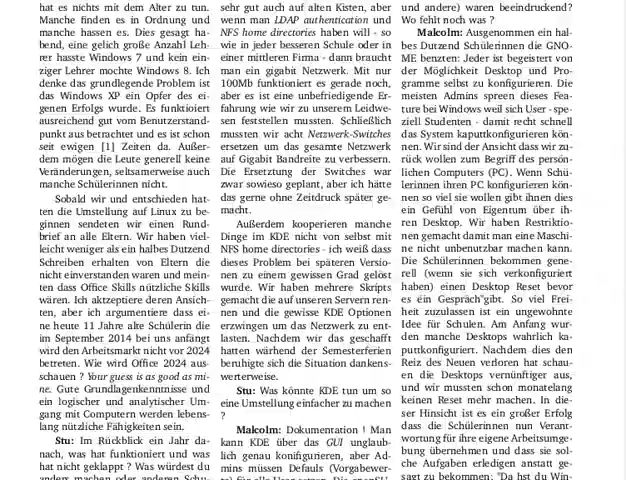 hat es nichts mit dem Alter zu tun.
Manche finden es in Ordnung und
manche hassen es. Dies gesagt ha-
bend, eine gelich große Anzahl Leh-
rer hasste Windows 7 und kein ein-
ziger Lehrer mochte Windows 8. Ich
denke das grundlegende Problem ist
das Windows XP ein Opfer des ei-
genen Erfolgs wurde. Es funktioiert
ausreichend gut vom Benutzerstand-
punkt aus betrachtet und es ist schon
seit ewigen [1] Zeiten da. Außer-
dem mögen die Leute generell keine
Veränderungen, seltsamerweise auch
manche Schülerinnen nicht.
Sobald wir und entschieden hat-
ten die Umstellung auf Linux zu be-
ginnen sendeten wir einen Rund-
brief an alle Eltern. Wir haben viel-
leicht weniger als ein halbes Dutzend
Schreiben erhalten von Eltern die
nicht einverstanden waren und mein-
ten dass Office Skills nützliche Skills
wären. Ich aktzeptiere deren Ansich-
ten, aber ich argumentiere dass ei-
ne heute 11 Jahre alte Schülerin die
im September 2014 bei uns anfängt
wird den Arbeitsmarkt nicht vor 2024
betreten. Wie wird Office 2024 aus-
schauen ? Your guess is as good as mi-
ne. Gute Grundlagenkenntnisse und
ein logischer und analytischer Um-
gang mit Computern werden lebens-
lang nützliche Fähigkeiten sein.
Stu: Im Rückblick ein Jahr da-
nach, was hat funktioniert und was
hat nicht geklappt ? Was würdest du
sehr gut auch auf alten Kisten, aber
wenn man LDAP authentication und
NFS home directories haben will - so
wie in jeder besseren Schule oder in
einer mittleren Firma - dann braucht
man ein gigabit Netzwerk. Mit nur
100Mb funktioniert es gerade noch,
aber es ist eine unbefriedigende Er-
fahrung wie wir zu unserem Leidwe-
sen feststellen mussten. Schließlich
mussten wir acht Netzwerk-Switches
ersetzen um das gesamte Netzwerk
auf Gigabit Bandreite zu verbessern.
Die Ersetztung der Switches war
zwar sowieso geplant, aber ich hätte
das gerne ohne Zeitdruck später ge-
macht.
Außerdem kooperieren manche
Dinge im KDE nicht von selbst mit
NFS home directories - ich weiß dass
dieses Problem bei späteren Versio-
nen zu einem gewissen Grad gelöst
wurde. Wir haben mehrere Skripts
gemacht die auf unseren Servern ren-
nen und die gewisse KDE Optionen
erzwingen um das Netzwerk zu ent-
lasten. Nachdem wir das geschafft
hatten wärhend der Semesterferien
beruhigte sich die Situation dankens-
werterweise.
Stu: Was könnte KDE tun um so
eine Umstellung einfacher zu machen
?
Malcolm: Dokumentation ! Man
kann KDE über das GUI unglaub-
lich genau konifigurieren, aber Ad-
mins müssen Defauls (Vorgabewer-
und andere) waren beeindruckend?
Wo fehlt noch was ?
Malcolm: Ausgenommen ein hal-
bes Dutzend Schülerinnen die GNO-
ME benzten: Jeder ist begeistert von
der Möglichkeit Desktop und Pro-
gramme selbst zu konfigurieren. Die
meisten Admins spreen dieses Fea-
ture bei Windows weil sich User - spe-
ziell Studenten - damit recht schnell
das System kaputtkonfigurieren kön-
nen. Wir sind der Ansicht dass wir zu-
rück wollen zum Begriff des persön-
lichen Computers (PC). Wenn Schü-
lerinnen ihren PC konfigurieren kön-
nen so viel sie wollen gibt ihnen dies
ein Gefühl von Eigentum über ih-
ren Desktop. Wir haben Restriktio-
nen gemacht damit man eine Maschi-
ne nicht unbenutzbar machen kann.
Die Schülerinnen bekommen gene-
rell (wenn sie sich verkonfiguriert
haben) einen Desktop Reset bevor
es ein Gespräch"gibt. So viel Frei-
heit zuzulassen ist ein ungewohnte
Idee für Schulen. Am Anfang wur-
den manche Desktops wahrlich ka-
puttkonfiguriert. Nachdem dies den
Reiz des Neuen verloren hat schau-
en die Desktops vernünftiger aus,
und wir mussten schon monatelang
keinen Reset mehr machen. In die-
ser Hinsicht ist es ein großer Erfolg
dass die Schülerinnen nun Verant-
wortung für ihre eigene Arbeitsumge-
bung übernehmen und dass sie sol-
che Aufgaben erledigen anstatt ge-
sagt zu bekommen: "Da hst du Win-